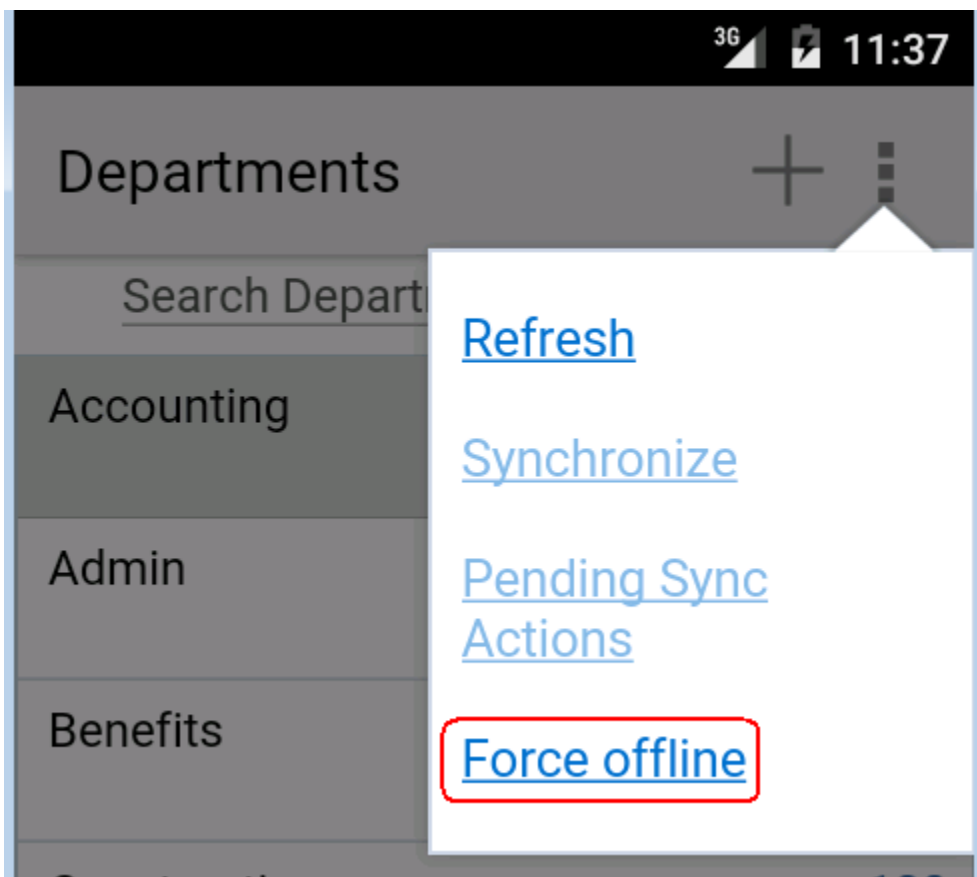 3G 11:37
Departments
Search Depart
Refresh
Accounting
Synchronize
Admin
Pending Sync
Actions
Benefits
Force offline